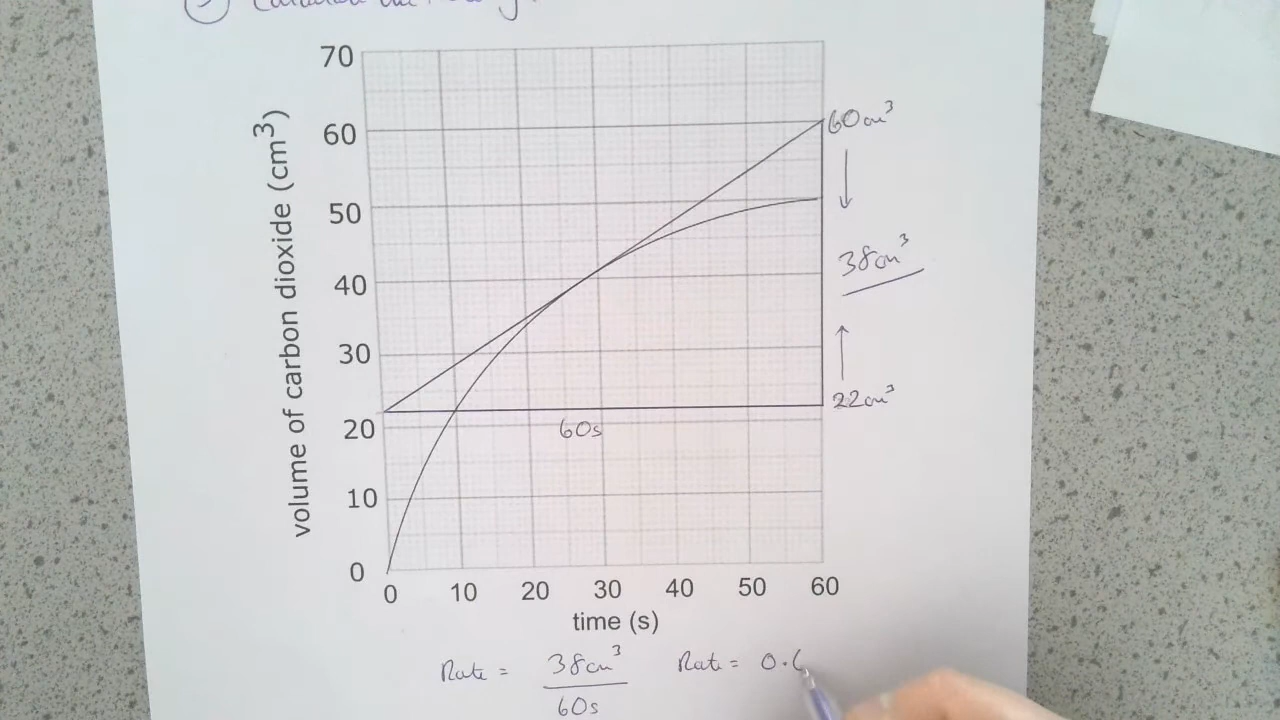 3
70
60
50
40
30
20
10
0
volume of carbon dioxide (cm³)
60cm³
38cm³
22cm³
60s
0 10 20 30 40 50 60
time (s)
Rate = 38cm³ Rate = 0.6
60s